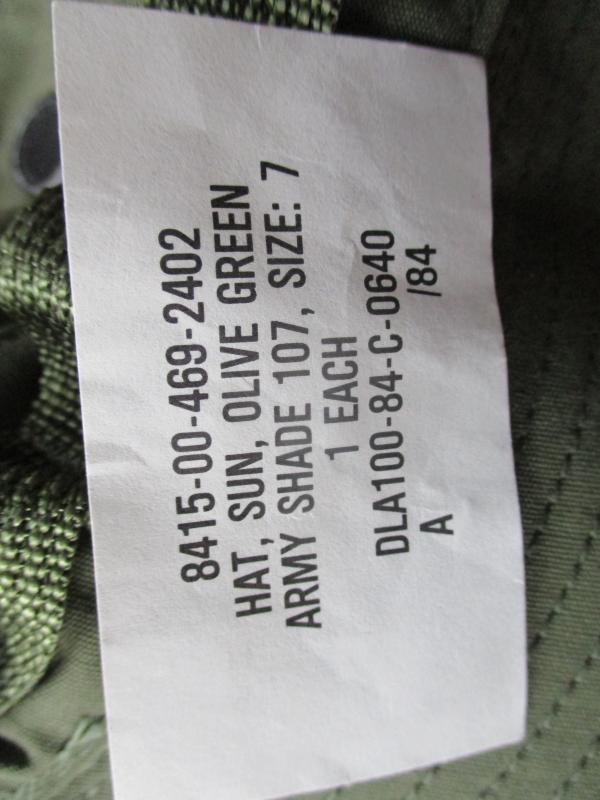 8415-00-469-2402
HAT, SUN, OLIVE GREEN
ARMY SHADE 107, SIZE: 7
1 EACH
DLA100-84-C-0640
A /84